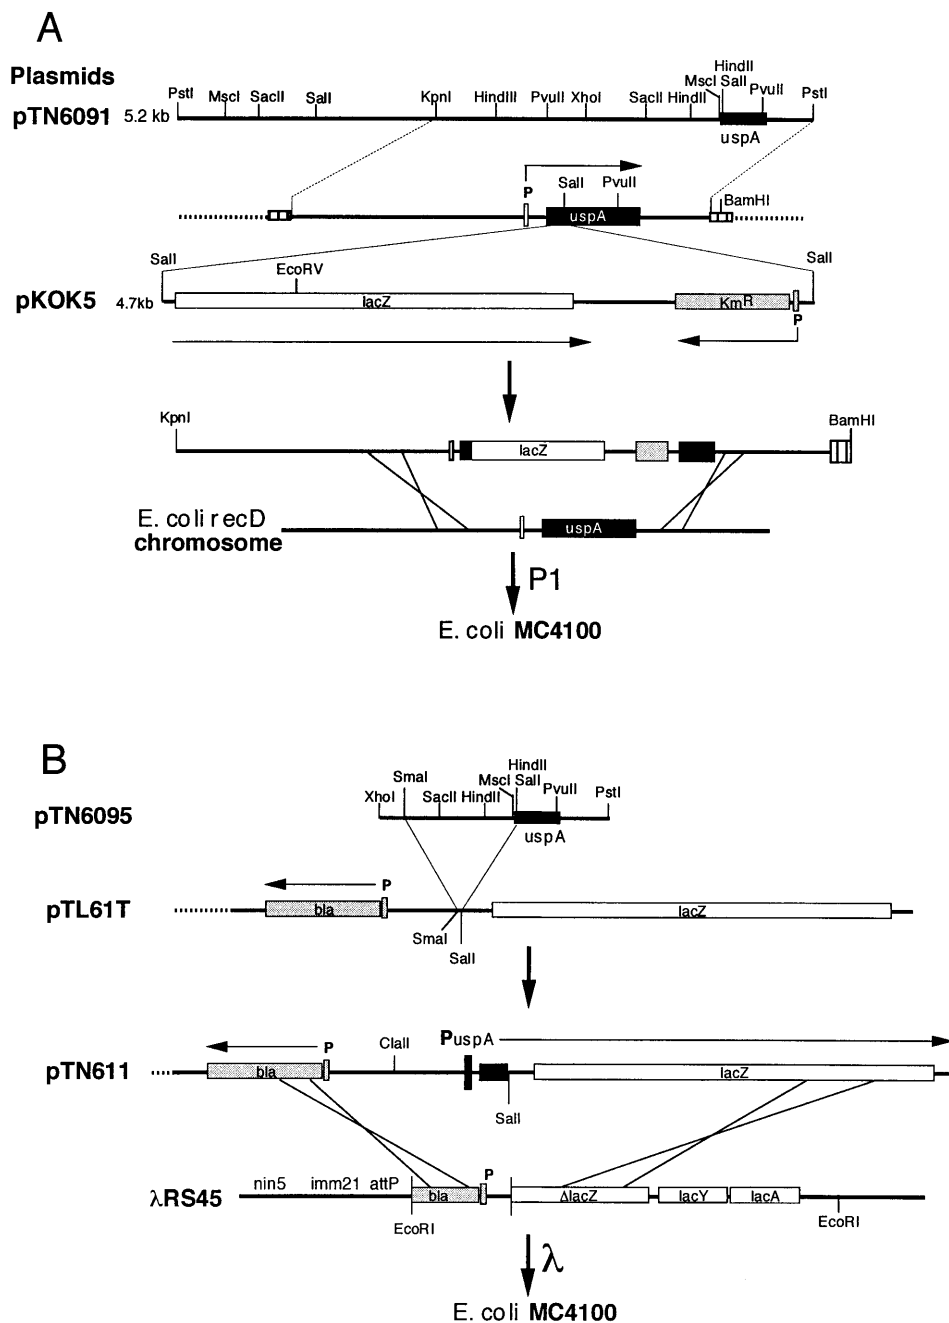 A
Plasmids
HindII
MscI SalI
PstI MscI SacII SalI KpnI HindIII PvuII XhoI SacII HindII PvuII PstI
pTN6091 5.2 kb
uspA
P SalI PvuII BamHI
uspA
SalI SalI
EcoRV
pKOK5 4.7kb lacZ KmR
P
KpnI BamHI
lacZ
E. coli recD uspA
chromosome
P1
E. coli MC4100
B
HindII
SmaI MscI SalI
XhoI SacII HindII PvuII PstI
pTN6095
uspA
P
pTL61T bla lacZ
SmaI
SalI
PuspA
P ClaII
pTN611 bla lacZ
SalI
P
nin5 imm21 attP
λRS45 bla ΔlacZ lacY lacA
EcoRI EcoRI
λ
E. coli MC4100